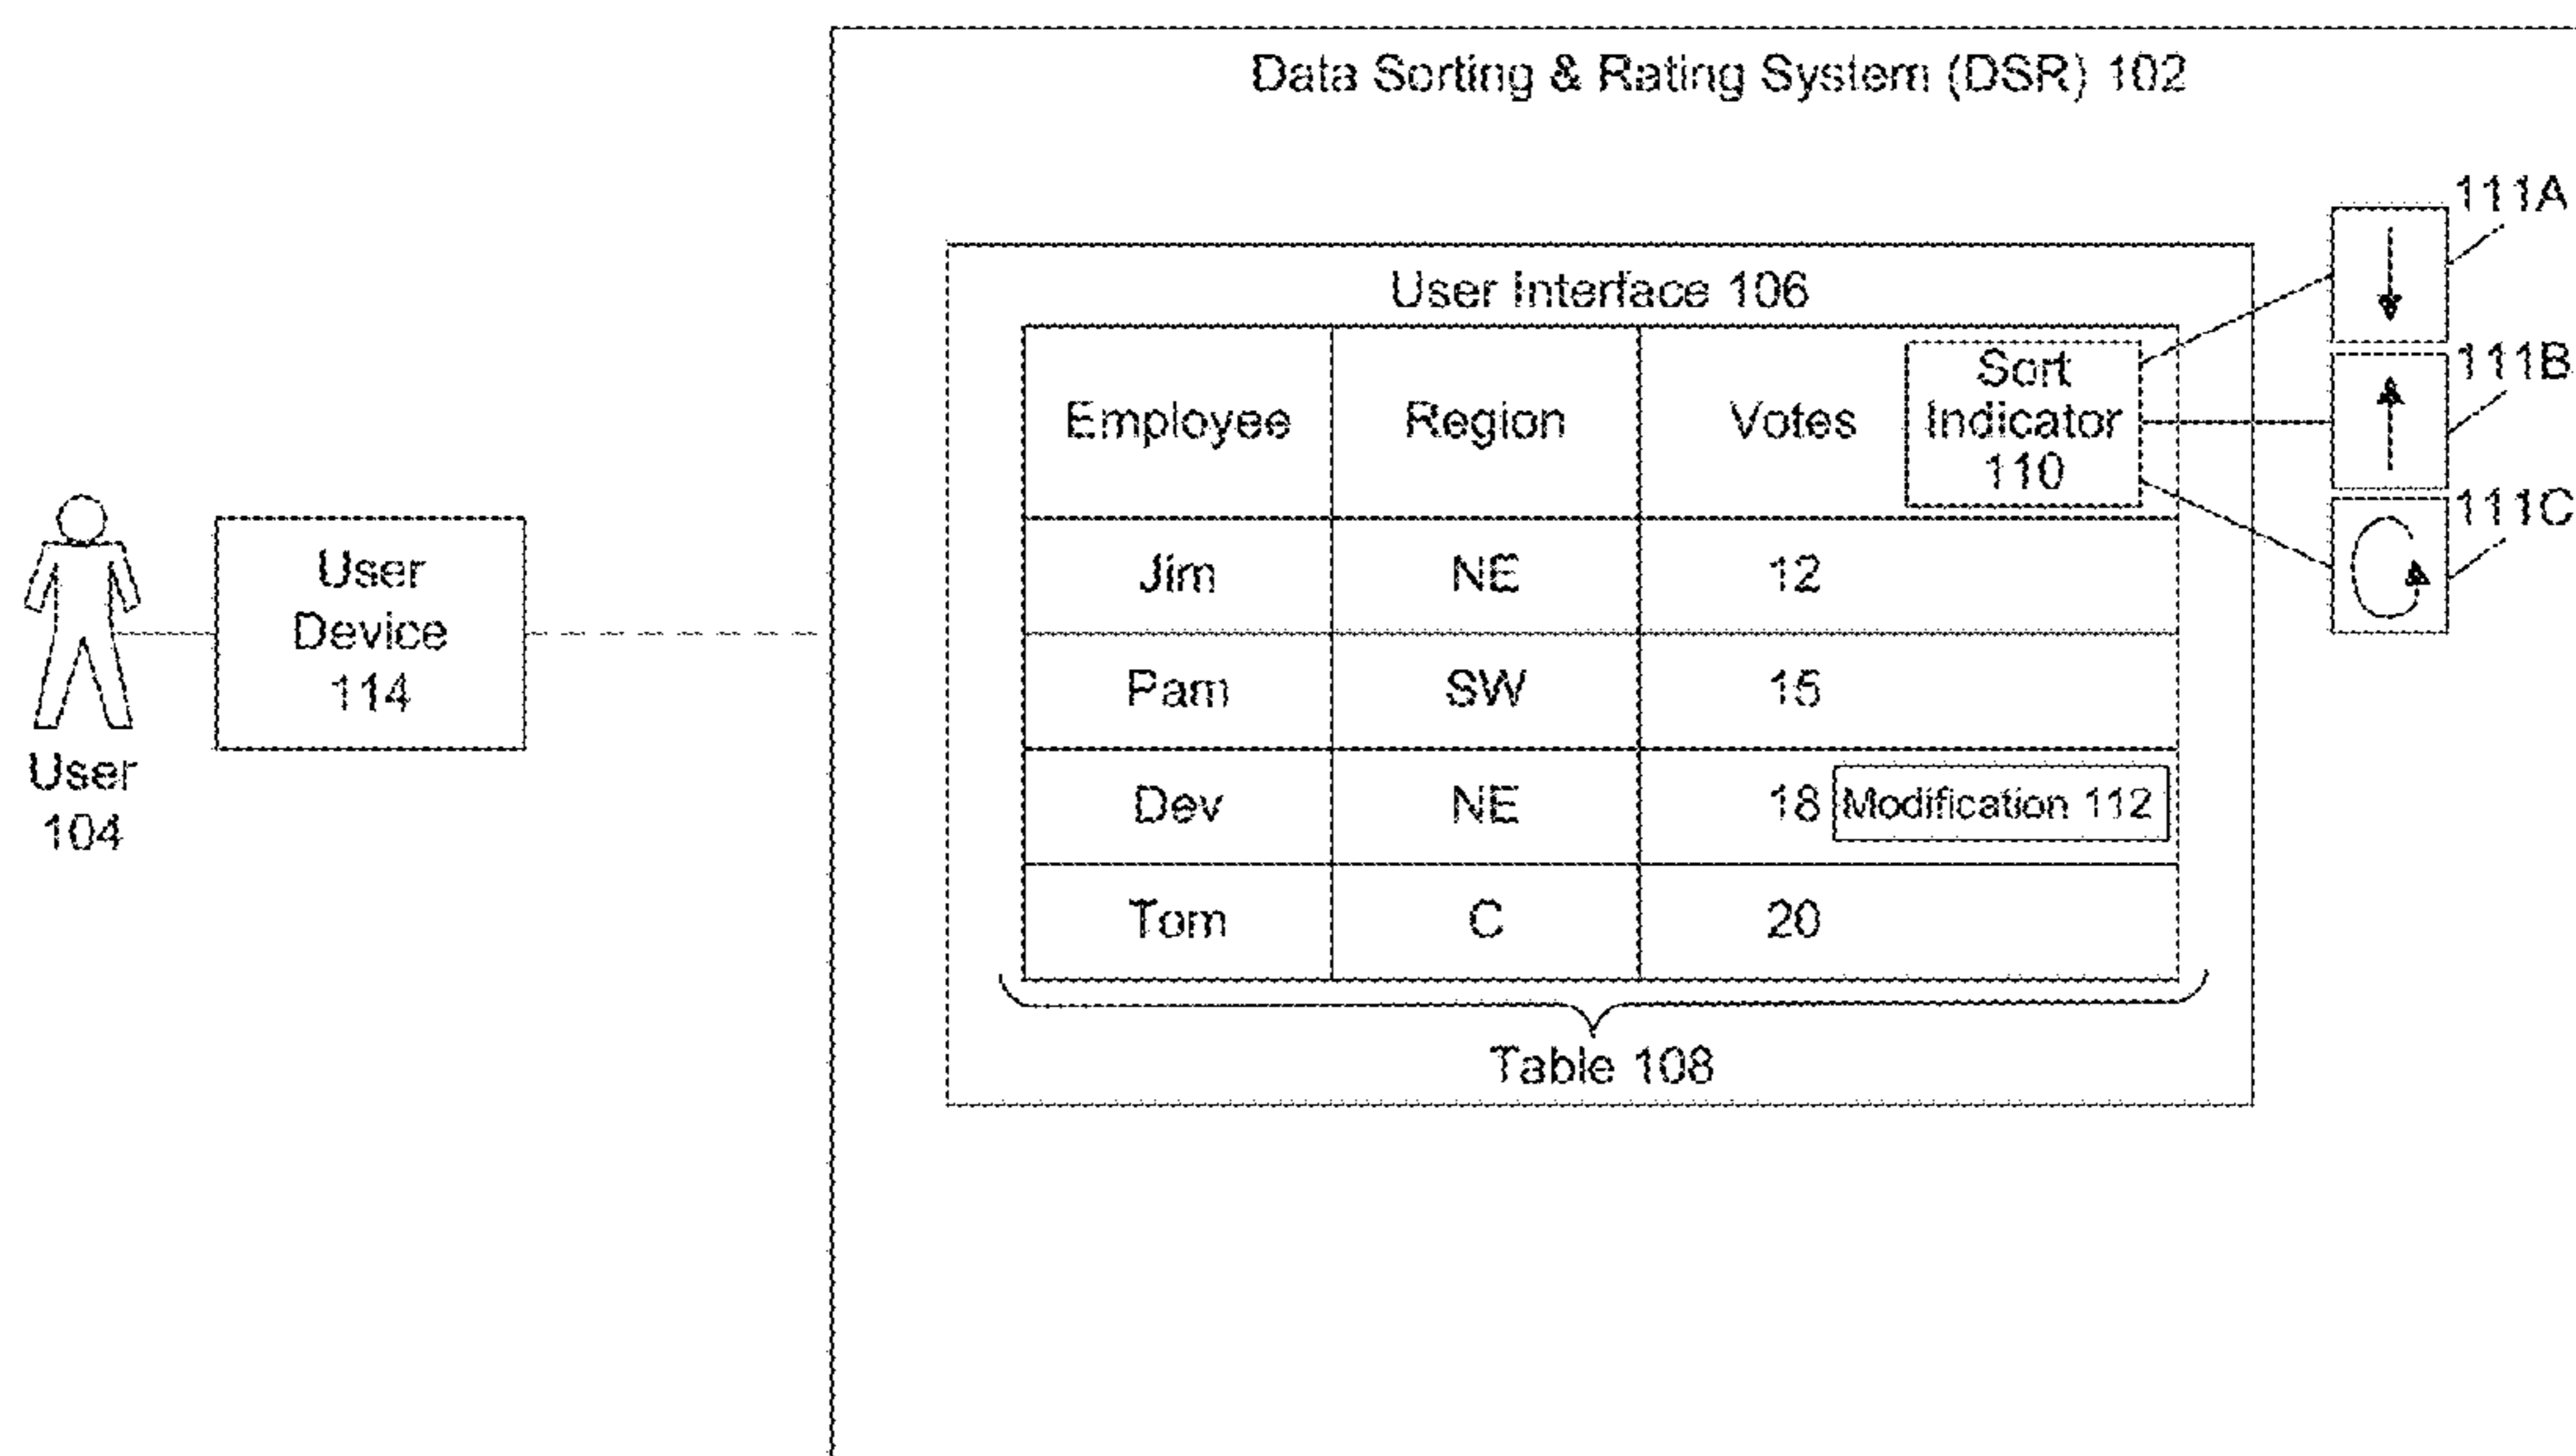 Data Sorting & Rating System (DSR) 102
111A
User Interface 106
111B
Employee Region Votes Sort Indicator 110
111C
Jim NE 12
User Device 114
Pam SW 15
User 104
Dev NE 18 Modification 112
Tom C 20
Table 108